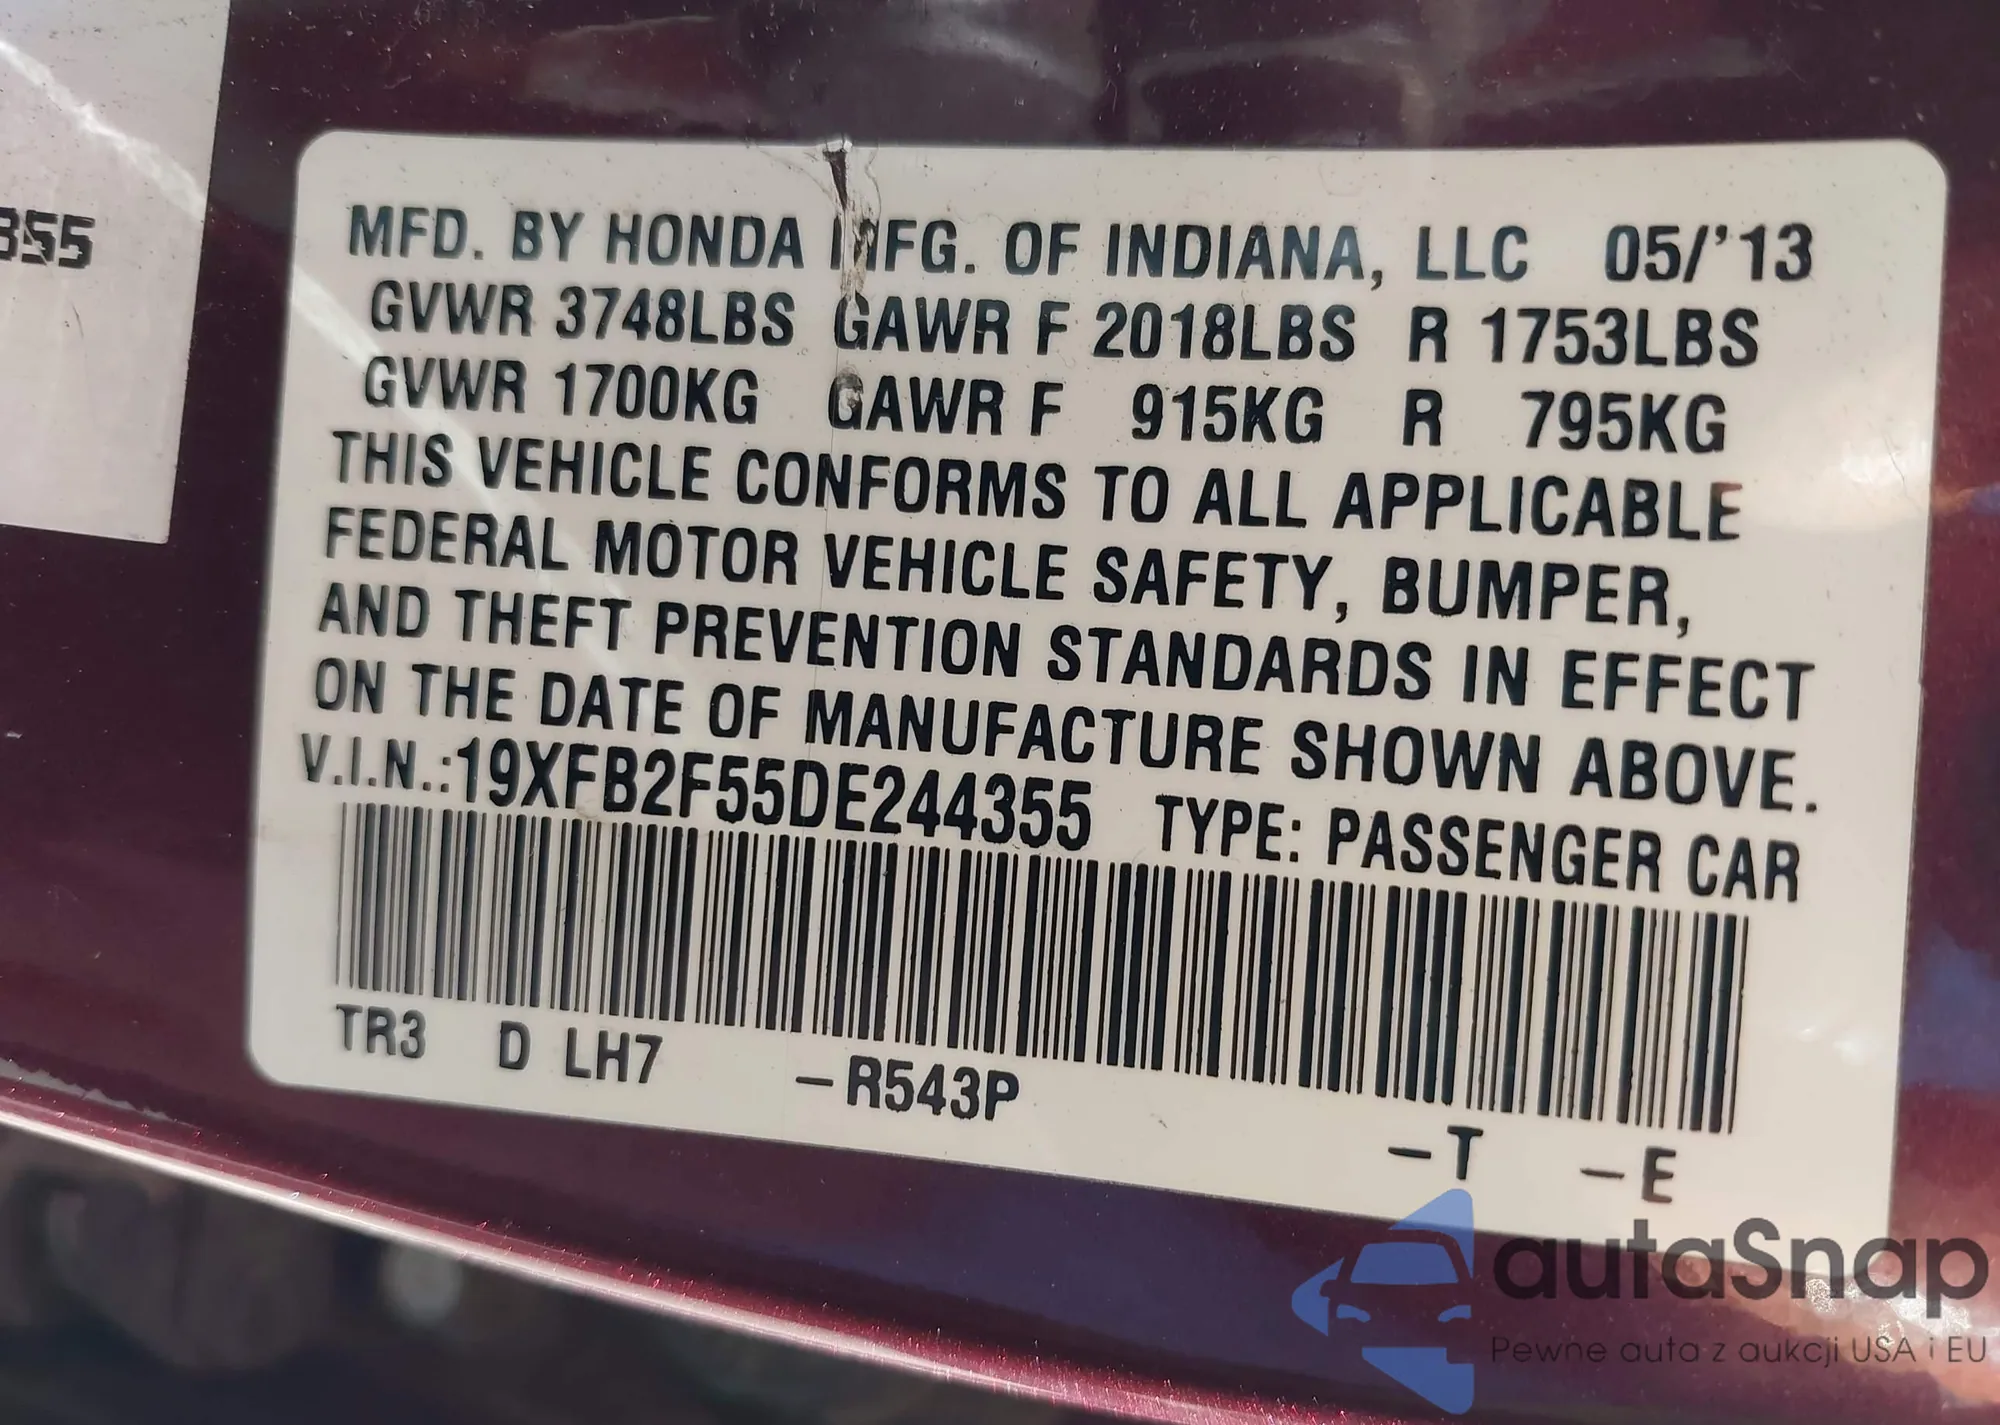 355
MFD. BY HONDA MFG. OF INDIANA, LLC 05/'13
GVWR 3748LBS GAWR F 2018LBS R 1753LBS
GVWR 1700KG GAWR F 915KG R 795KG
THIS VEHICLE CONFORMS TO ALL APPLICABLE
FEDERAL MOTOR VEHICLE SAFETY, BUMPER,
AND THEFT PREVENTION STANDARDS IN EFFECT
ON THE DATE OF MANUFACTURE SHOWN ABOVE.
V.I.N.:19XFB2F55DE244355 TYPE: PASSENGER CAR
TR3 D LH7 –R543P –T –E
autaSnap
Pewne auta z aukcji USA i EU